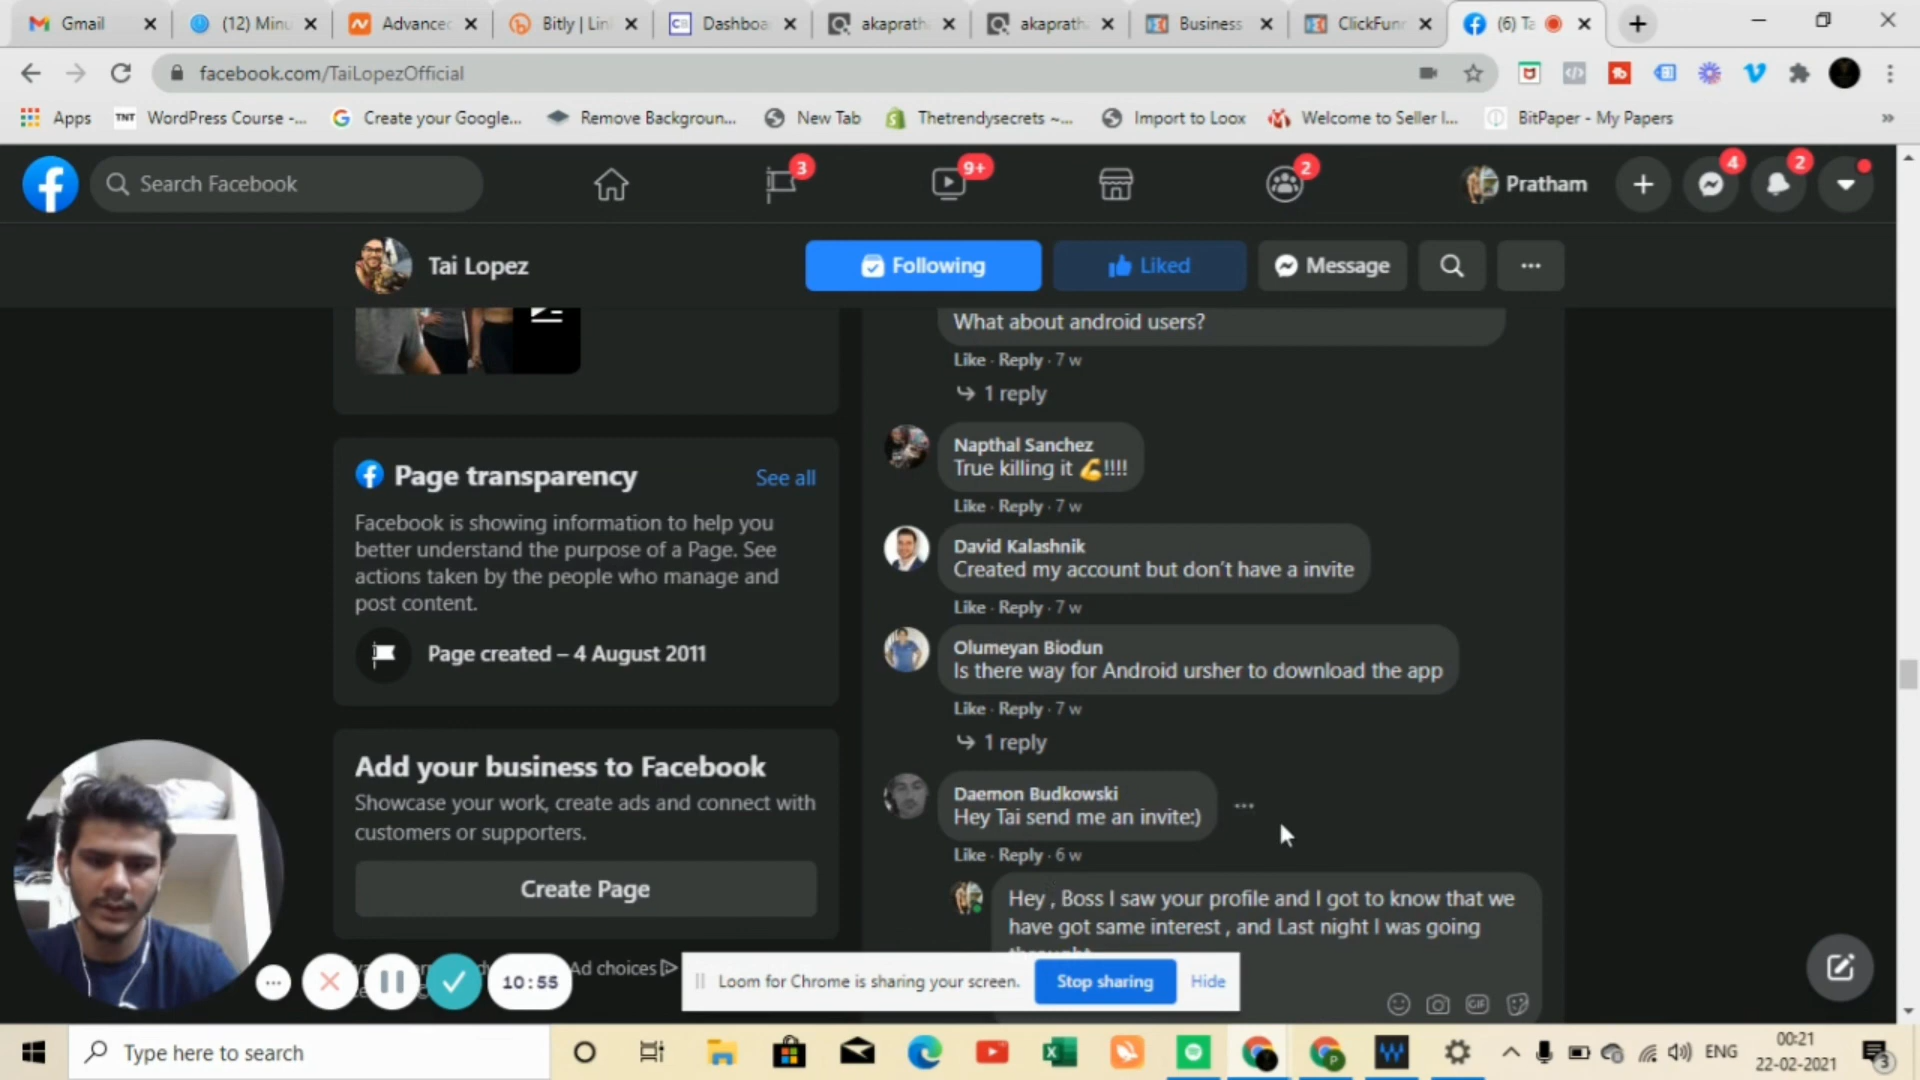 Gmail
(12) Minu
Advanced
Bitly | Lin
Dashboa
akaprath
akaprath
Business
ClickFunn
(6) Ta
facebook.com/TaiLopezOfficial
Apps
TNT WordPress Course -...
Create your Google...
Remove Backgroun...
New Tab
Thetrendysecrets ~...
Import to Loox
Welcome to Seller I...
BitPaper - My Papers
»
Search Facebook
3
9+
2
Pratham
4
2
Tai Lopez
Following
Liked
Message
What about android users?
Like · Reply · 7 w
1 reply
Napthal Sanchez
True killing it 💪!!!!
Like · Reply · 7 w
David Kalashnik
Created my account but don't have a invite
Like · Reply · 7 w
Olumeyan Biodun
Is there way for Android ursher to download the app
Like · Reply · 7 w
1 reply
Daemon Budkowski
Hey Tai send me an invite:)
Like · Reply · 6 w
Hey , Boss I saw your profile and I got to know that we
have got same interest , and Last night I was going
Page transparency
See all
Facebook is showing information to help you
better understand the purpose of a Page. See
actions taken by the people who manage and
post content.
Page created – 4 August 2011
Add your business to Facebook
Showcase your work, create ads and connect with
customers or supporters.
Create Page
Ad choices
10:55
Loom for Chrome is sharing your screen.
Stop sharing
Hide
GIF
Type here to search
ENG
00:21
22-02-2021
3